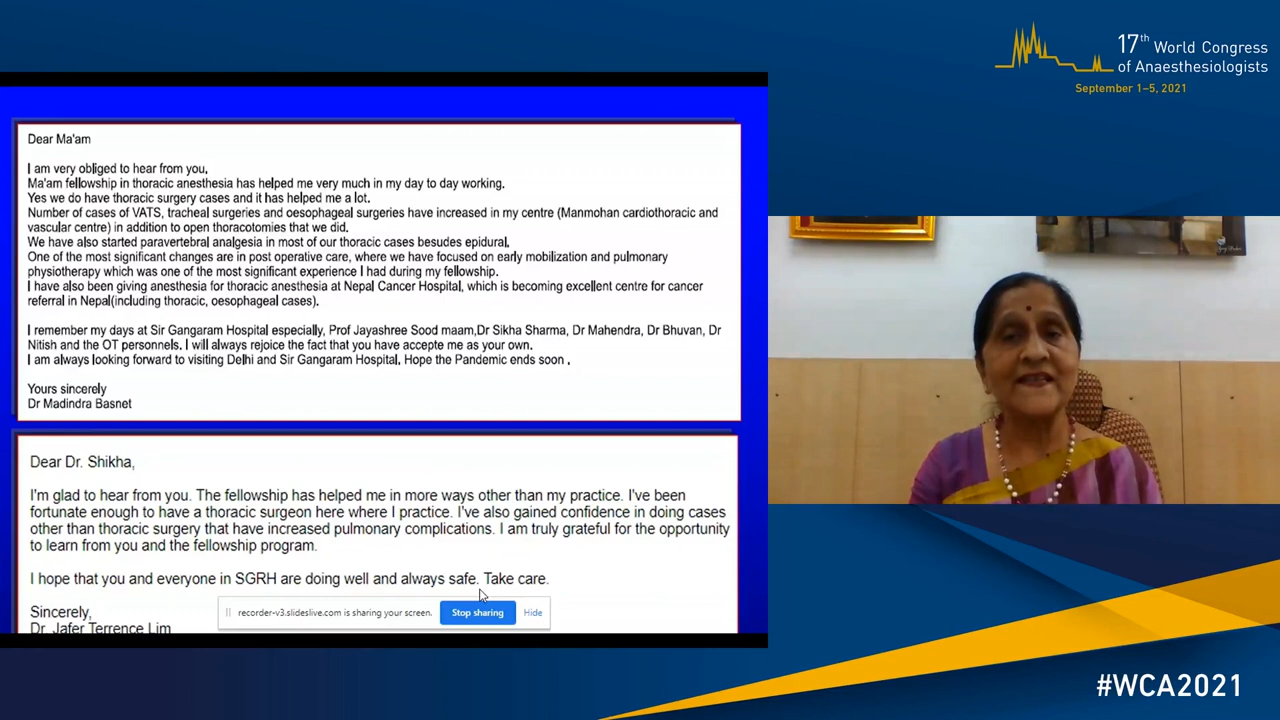 17th World Congress
of Anaesthesiologists
September 1–5, 2021
Dear Ma'am
I am very obliged to hear from you,
Ma'am fellowship in thoracic anesthesia has helped me very much in my day to day working.
Yes we do have thoracic surgery cases and it has helped me a lot.
Number of cases of VATS, tracheal surgeries and oesophageal surgeries have increased in my centre (Manmohan cardiothoracic and
vascular centre) in addition to open thoracotomies that we did.
We have also started paravertebral analgesia in most of our thoracic cases besudes epidural,
One of the most significant changes are in post operative care, where we have focused on early mobilization and pulmonary
physiotherapy which was one of the most significant experience I had during my fellowship.
I have also been giving anesthesia for thoracic anesthesia at Nepal Cancer Hospital, which is becoming excellent centre for cancer
referral in Nepal(including thoracic, oesophageal cases).
I remember my days at Sir Gangaram Hospital especially, Prof Jayashree Sood maam,Dr Sikha Sharma, Dr Mahendra, Dr Bhuvan, Dr
Nitish and the OT personnels. I will always rejoice the fact that you have accepte me as your own.
I am always looking forward to visiting Delhi and Sir Gangaram Hospital, Hope the Pandemic ends soon .
Yours sincerely
Dr Madindra Basnet
Dear Dr. Shikha,
I'm glad to hear from you. The fellowship has helped me in more ways other than my practice. I've been
fortunate enough to have a thoracic surgeon here where I practice. I've also gained confidence in doing cases
other than thoracic surgery that have increased pulmonary complications. I am truly grateful for the opportunity
to learn from you and the fellowship program.
I hope that you and everyone in SGRH are doing well and always safe. Take care.
Sincerely,
Dr. Jafer Terrence Lim
recorder-v3.slideslive.com is sharing your screen.
Stop sharing
Hide
#WCA2021